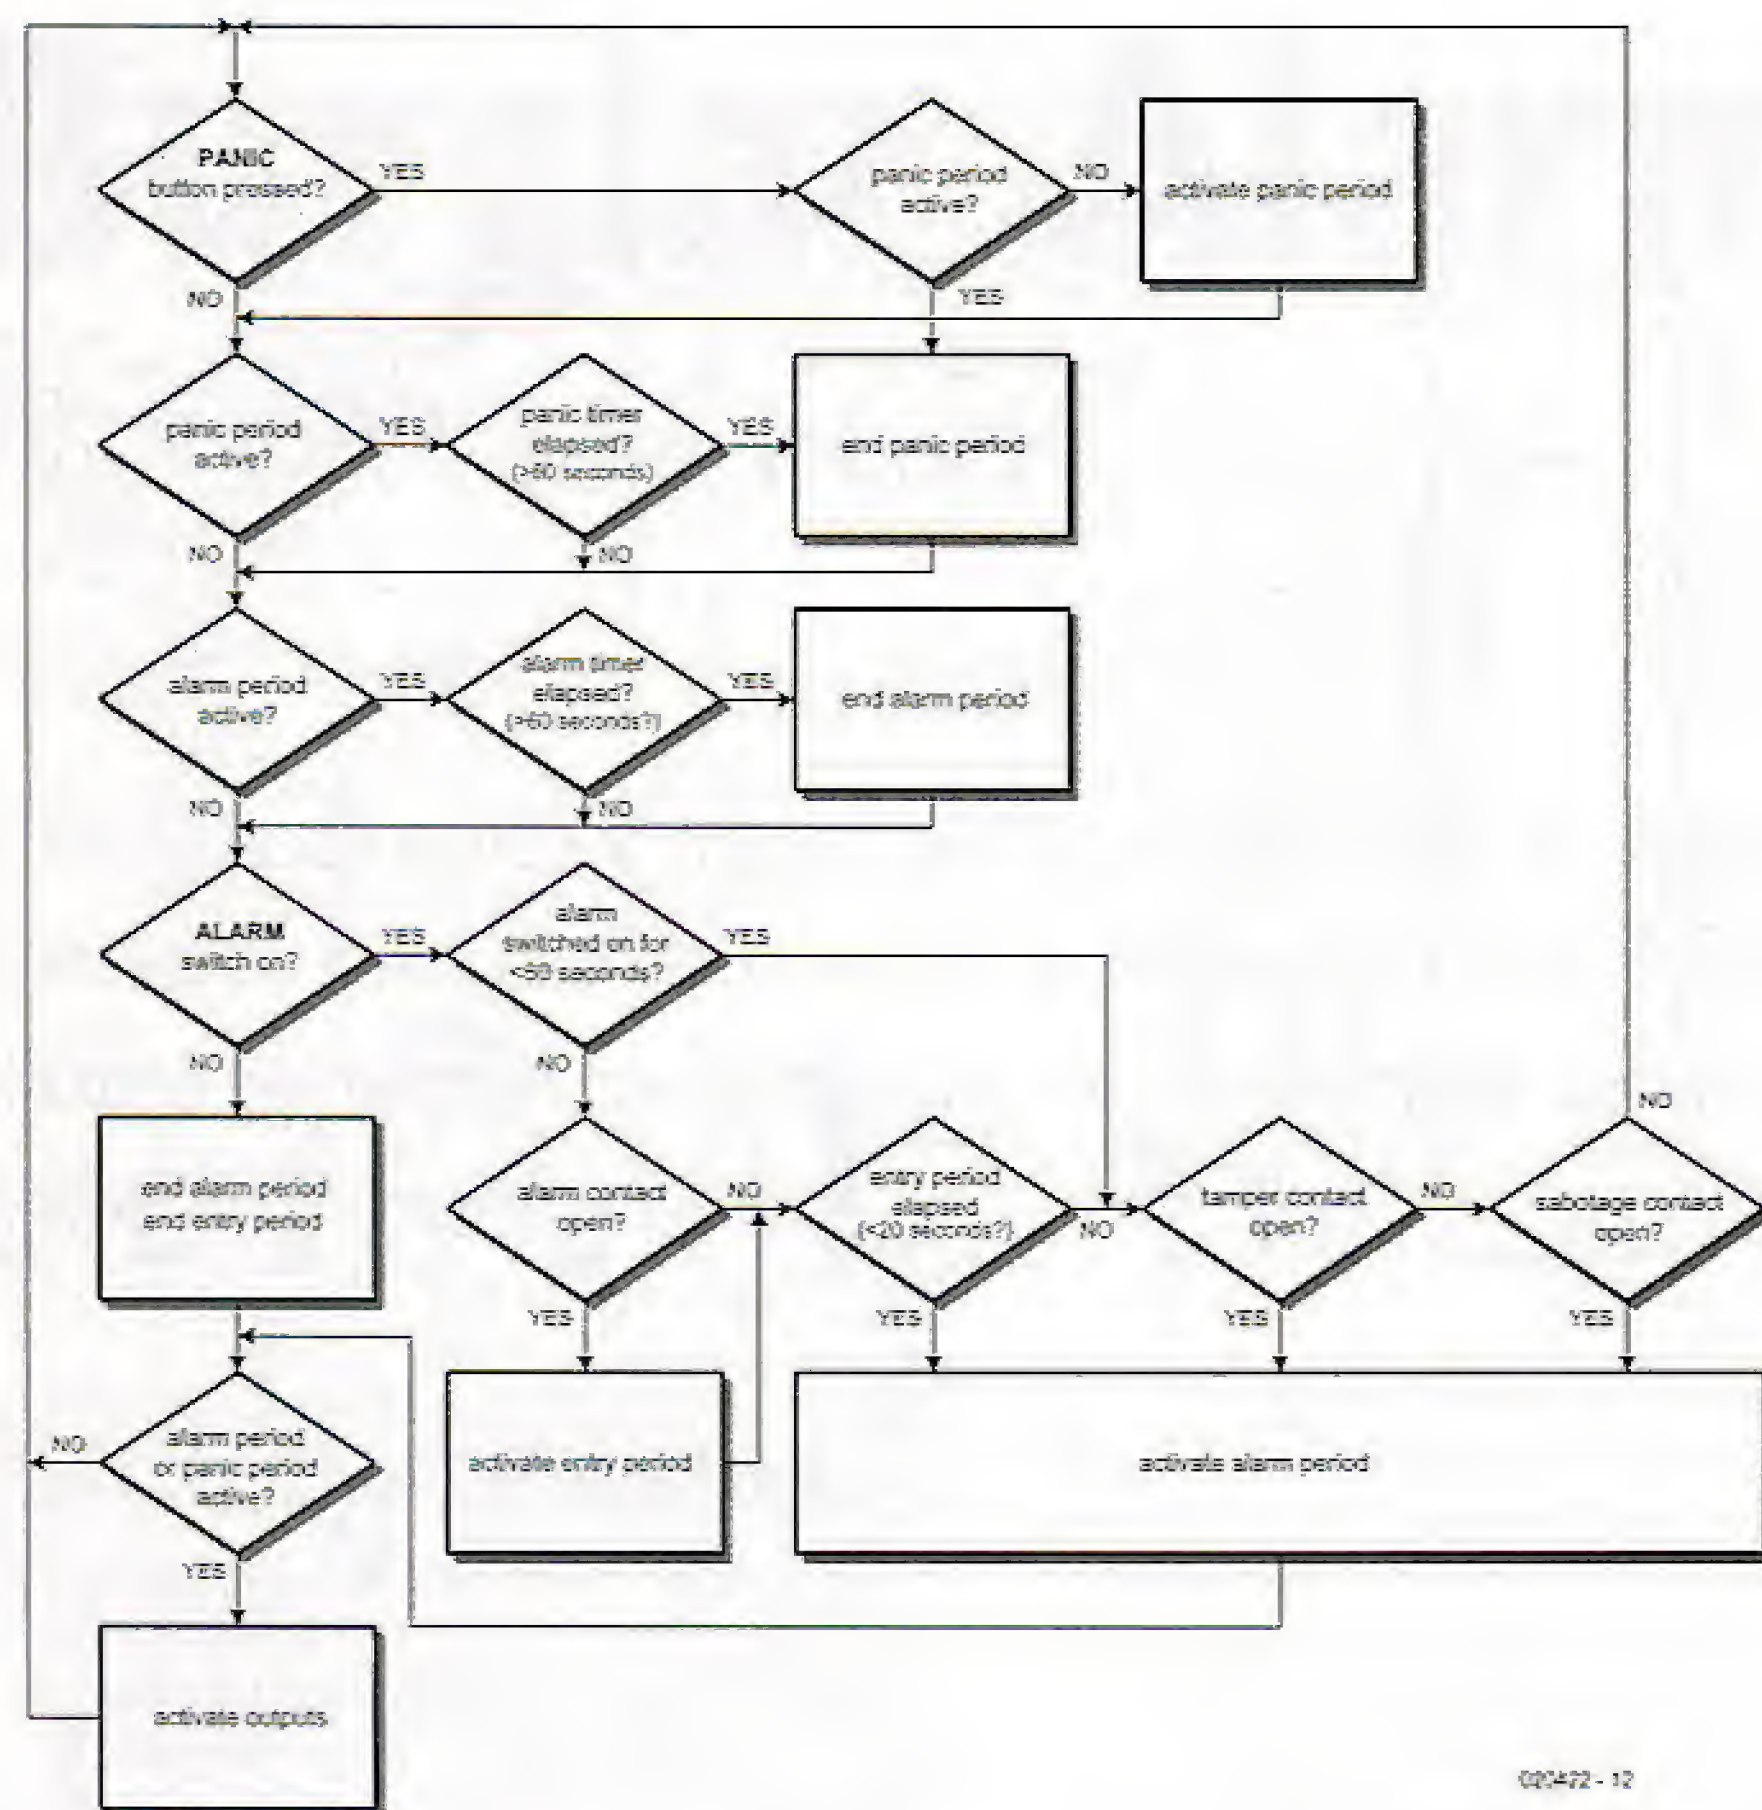 PANIC
button pressed?
YES
NO
panic period
active?
NO
YES
activate panic period
panic period
active?
YES
NO
panic timer
elapsed?
(>60 seconds)
YES
NO
end panic period
alarm period
active?
YES
NO
alarm timer
elapsed?
(>60 seconds?)
YES
NO
end alarm period
ALARM
switch on?
YES
NO
alarm
switched on for
seconds?
YES
NO
end alarm period
end entry period
alarm contact
open?
NO
YES
entry period
elapsed
(<20 seconds?)
NO
YES
tamper contact
open?
NO
YES
sabotage contact
open?
NO
YES
alarm period
or panic period
active?
NO
YES
activate entry period
activate alarm period
activate outputs
020422 - 12